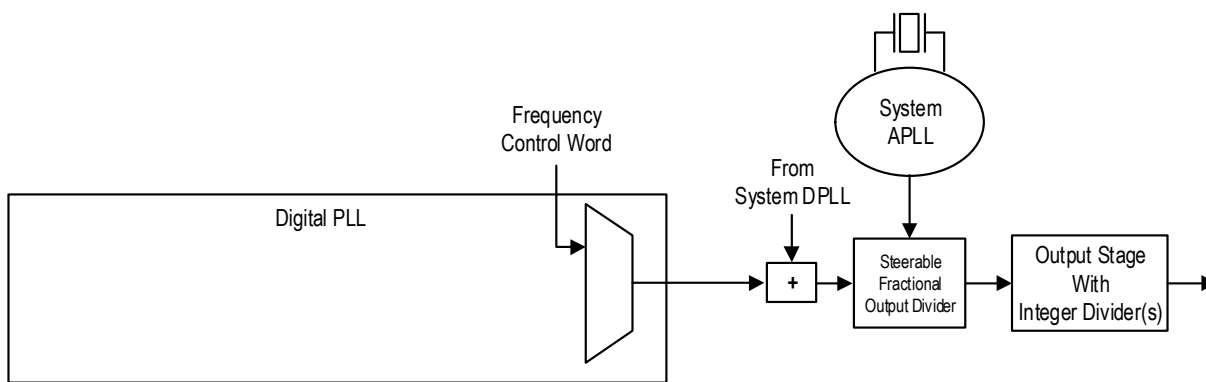 System
APLL
Frequency
Control Word
From
System DPLL
Digital PLL
+
Steerable
Fractional
Output Divider
Output Stage
With
Integer Divider(s)